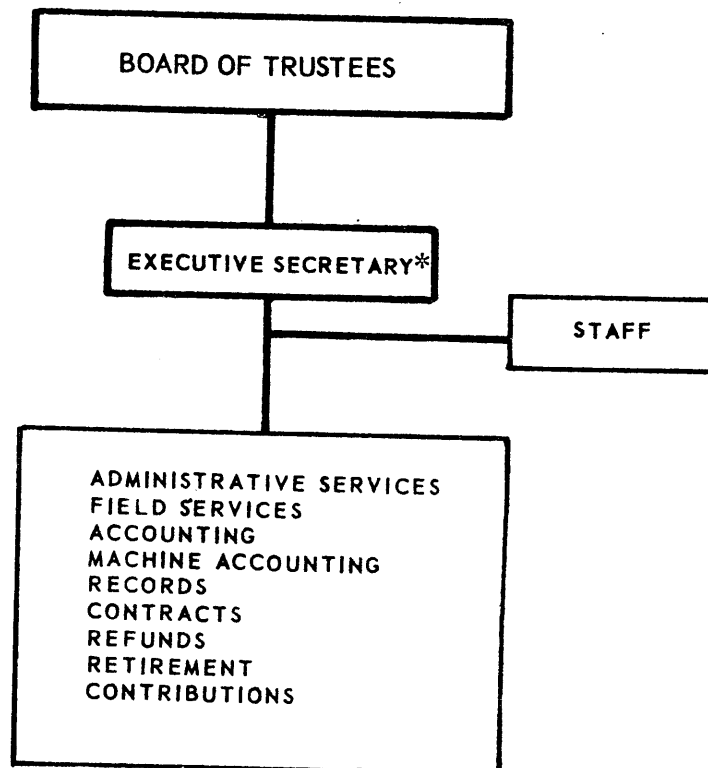 BOARD OF TRUSTEES
EXECUTIVE SECRETARY*
STAFF
ADMINISTRATIVE SERVICES
FIELD SERVICES
ACCOUNTING
MACHINE ACCOUNTING
RECORDS
CONTRACTS
REFUNDS
RETIREMENT
CONTRIBUTIONS